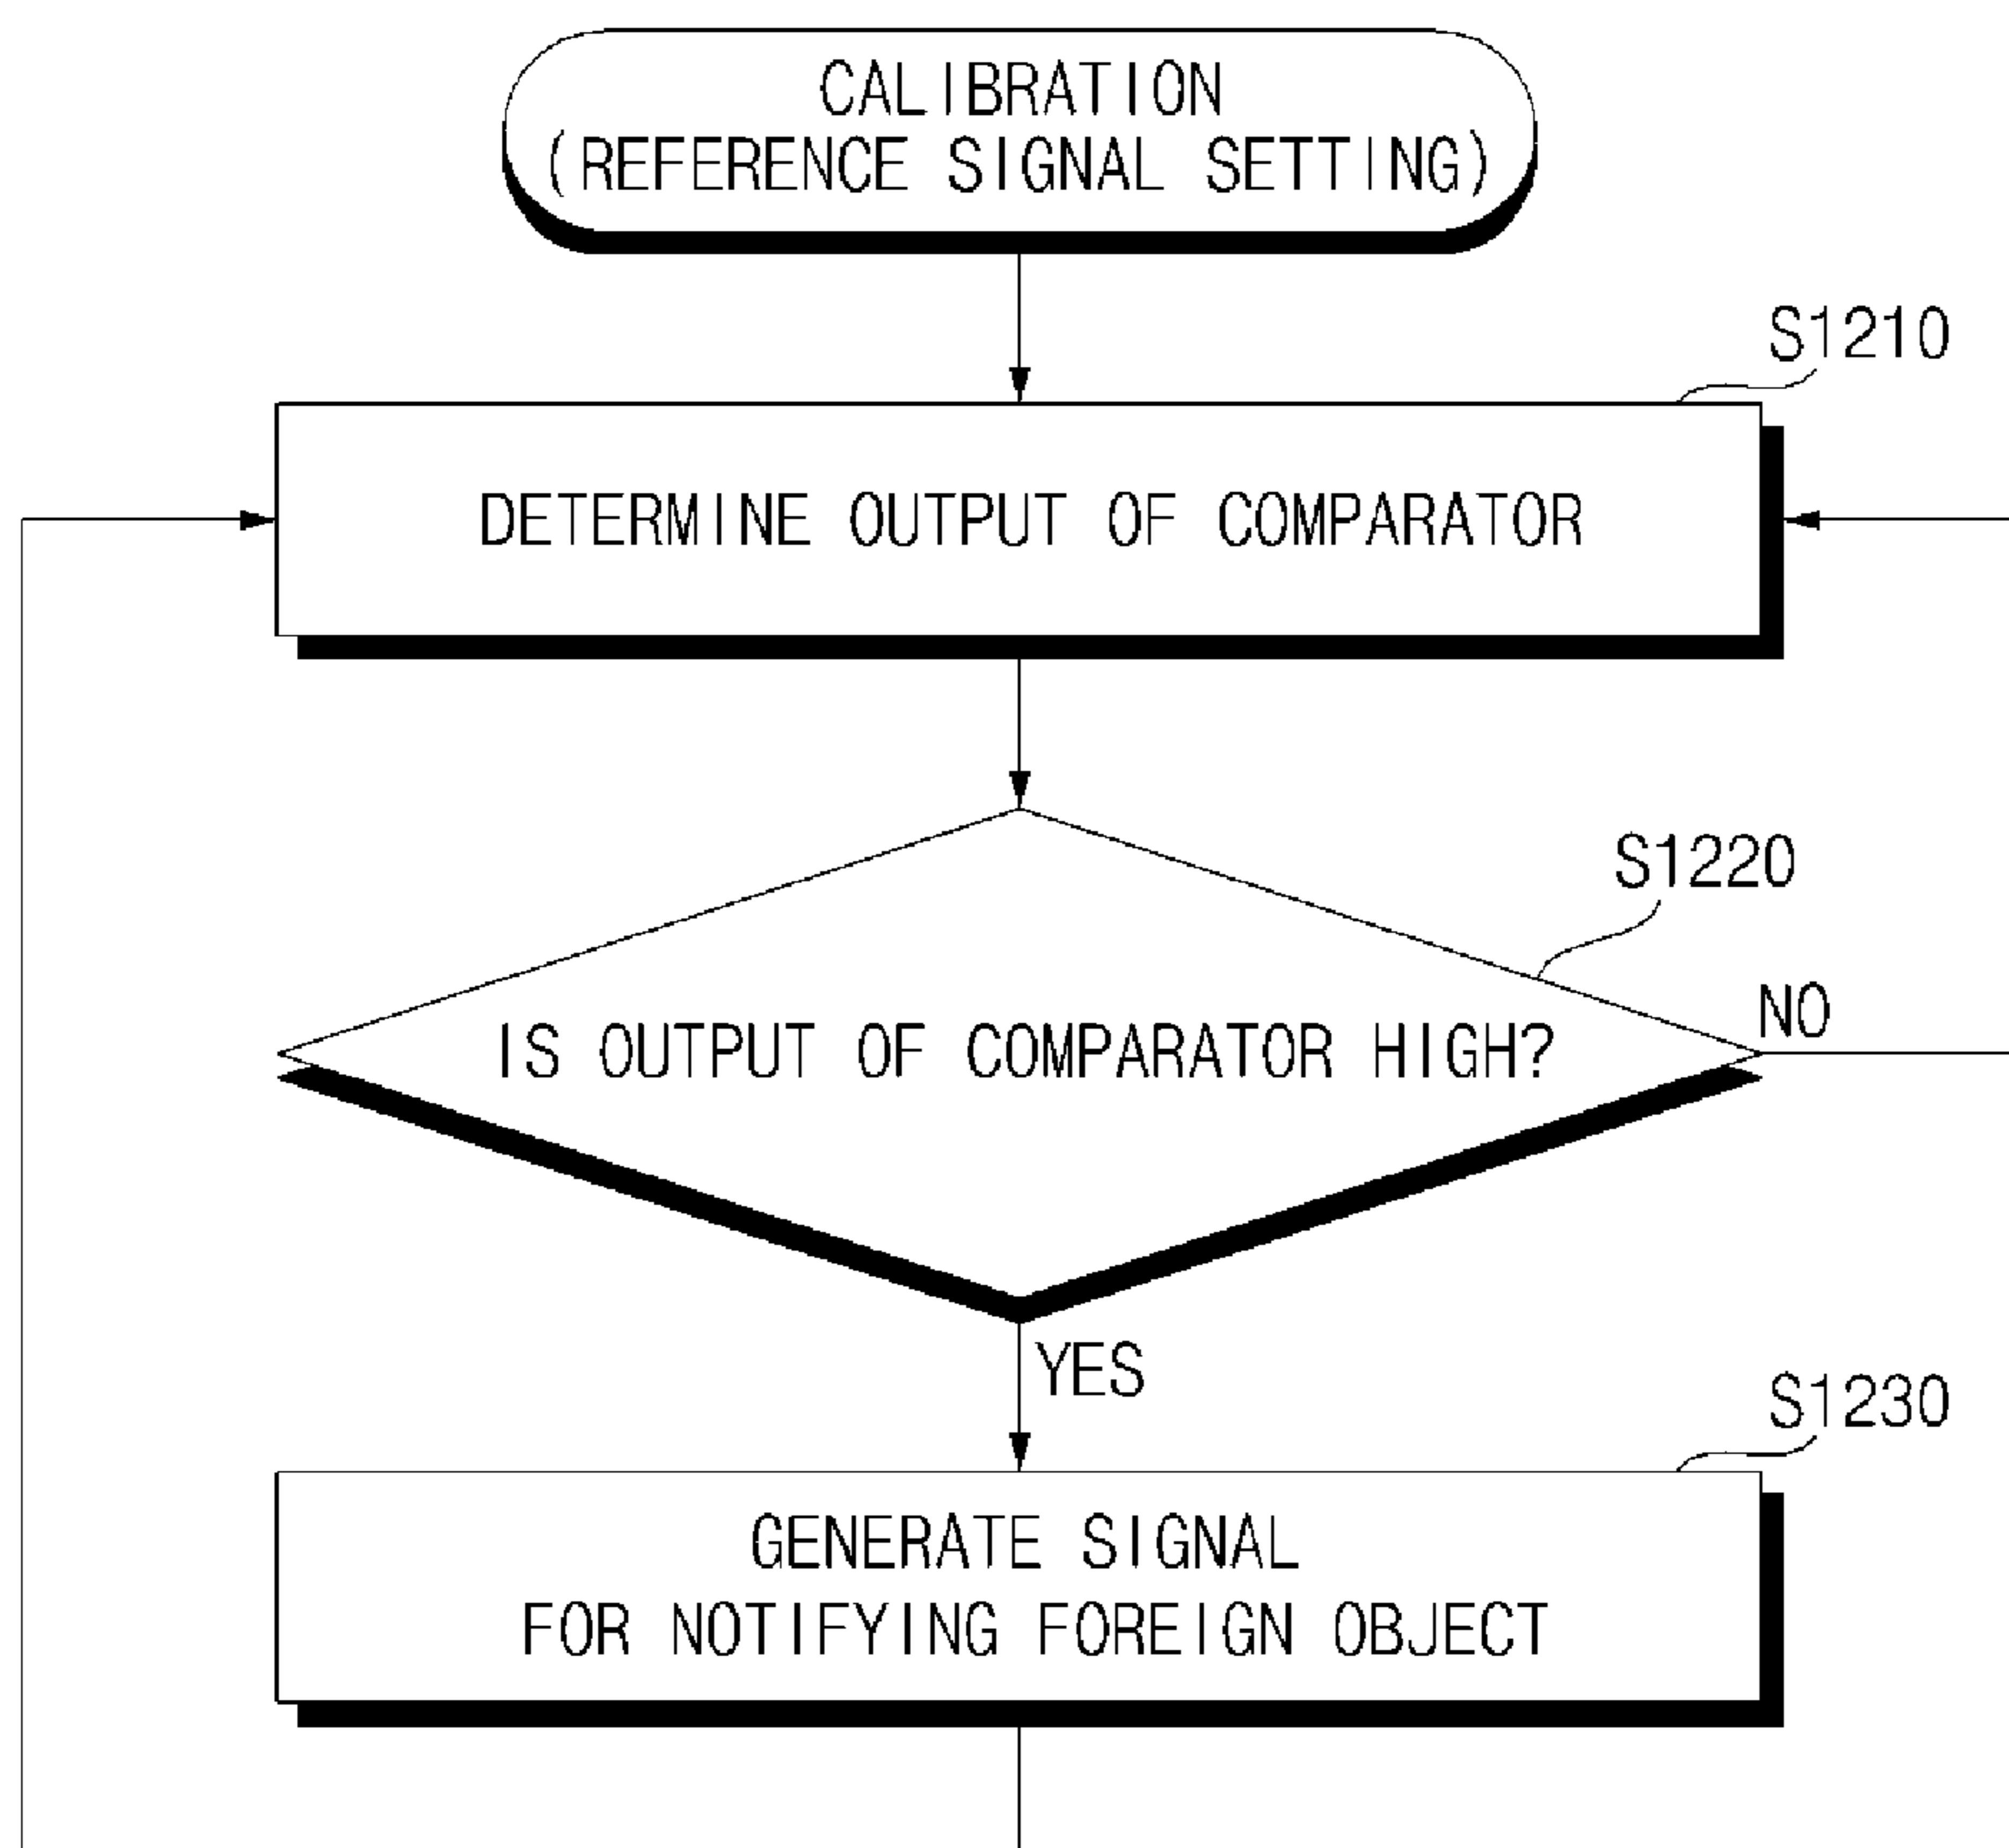 CALIBRATION
(REFERENCE SIGNAL SETTING)
S1210
DETERMINE OUTPUT OF COMPARATOR
S1220
NO
IS OUTPUT OF COMPARATOR HIGH?
YES
S1230
GENERATE SIGNAL
FOR NOTIFYING FOREIGN OBJECT